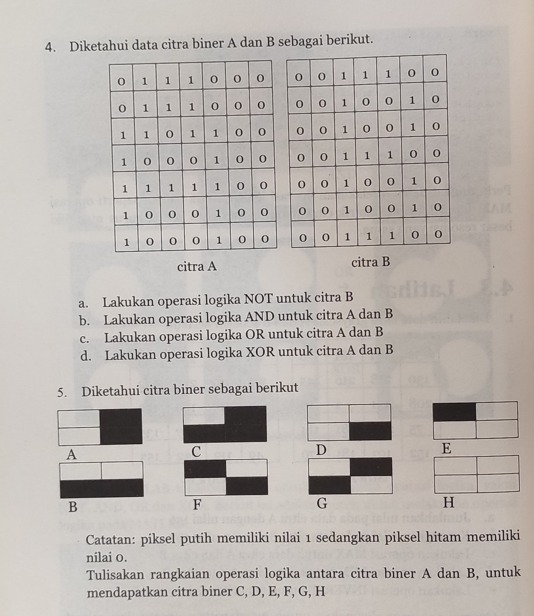 4. Diketahui data citra biner A dan B sebagai berikut.
0 1 1 1 0 0 0 0 0 1 1 1 0 0
0 1 1 1 0 0 0 0 0 1 0 0 1 0
1 1 0 1 1 0 0 0 0 1 0 0 1 0
1 0 0 0 1 0 0 0 0 1 1 1 0 0
1 1 1 1 1 0 0 0 0 1 0 0 1 0
1 0 0 0 1 0 0 0 0 1 0 0 1 0
1 0 0 0 1 0 0 0 0 1 1 1 0 0
citra A citra B
a. Lakukan operasi logika NOT untuk citra B
b. Lakukan operasi logika AND untuk citra A dan B
c. Lakukan operasi logika OR untuk citra A dan B
d. Lakukan operasi logika XOR untuk citra A dan B
5. Diketahui citra biner sebagai berikut
A C D E
B F G H
Catatan: piksel putih memiliki nilai 1 sedangkan piksel hitam memiliki
nilai 0.
Tulisakan rangkaian operasi logika antara citra biner A dan B, untuk
mendapatkan citra biner C, D, E, F, G, H